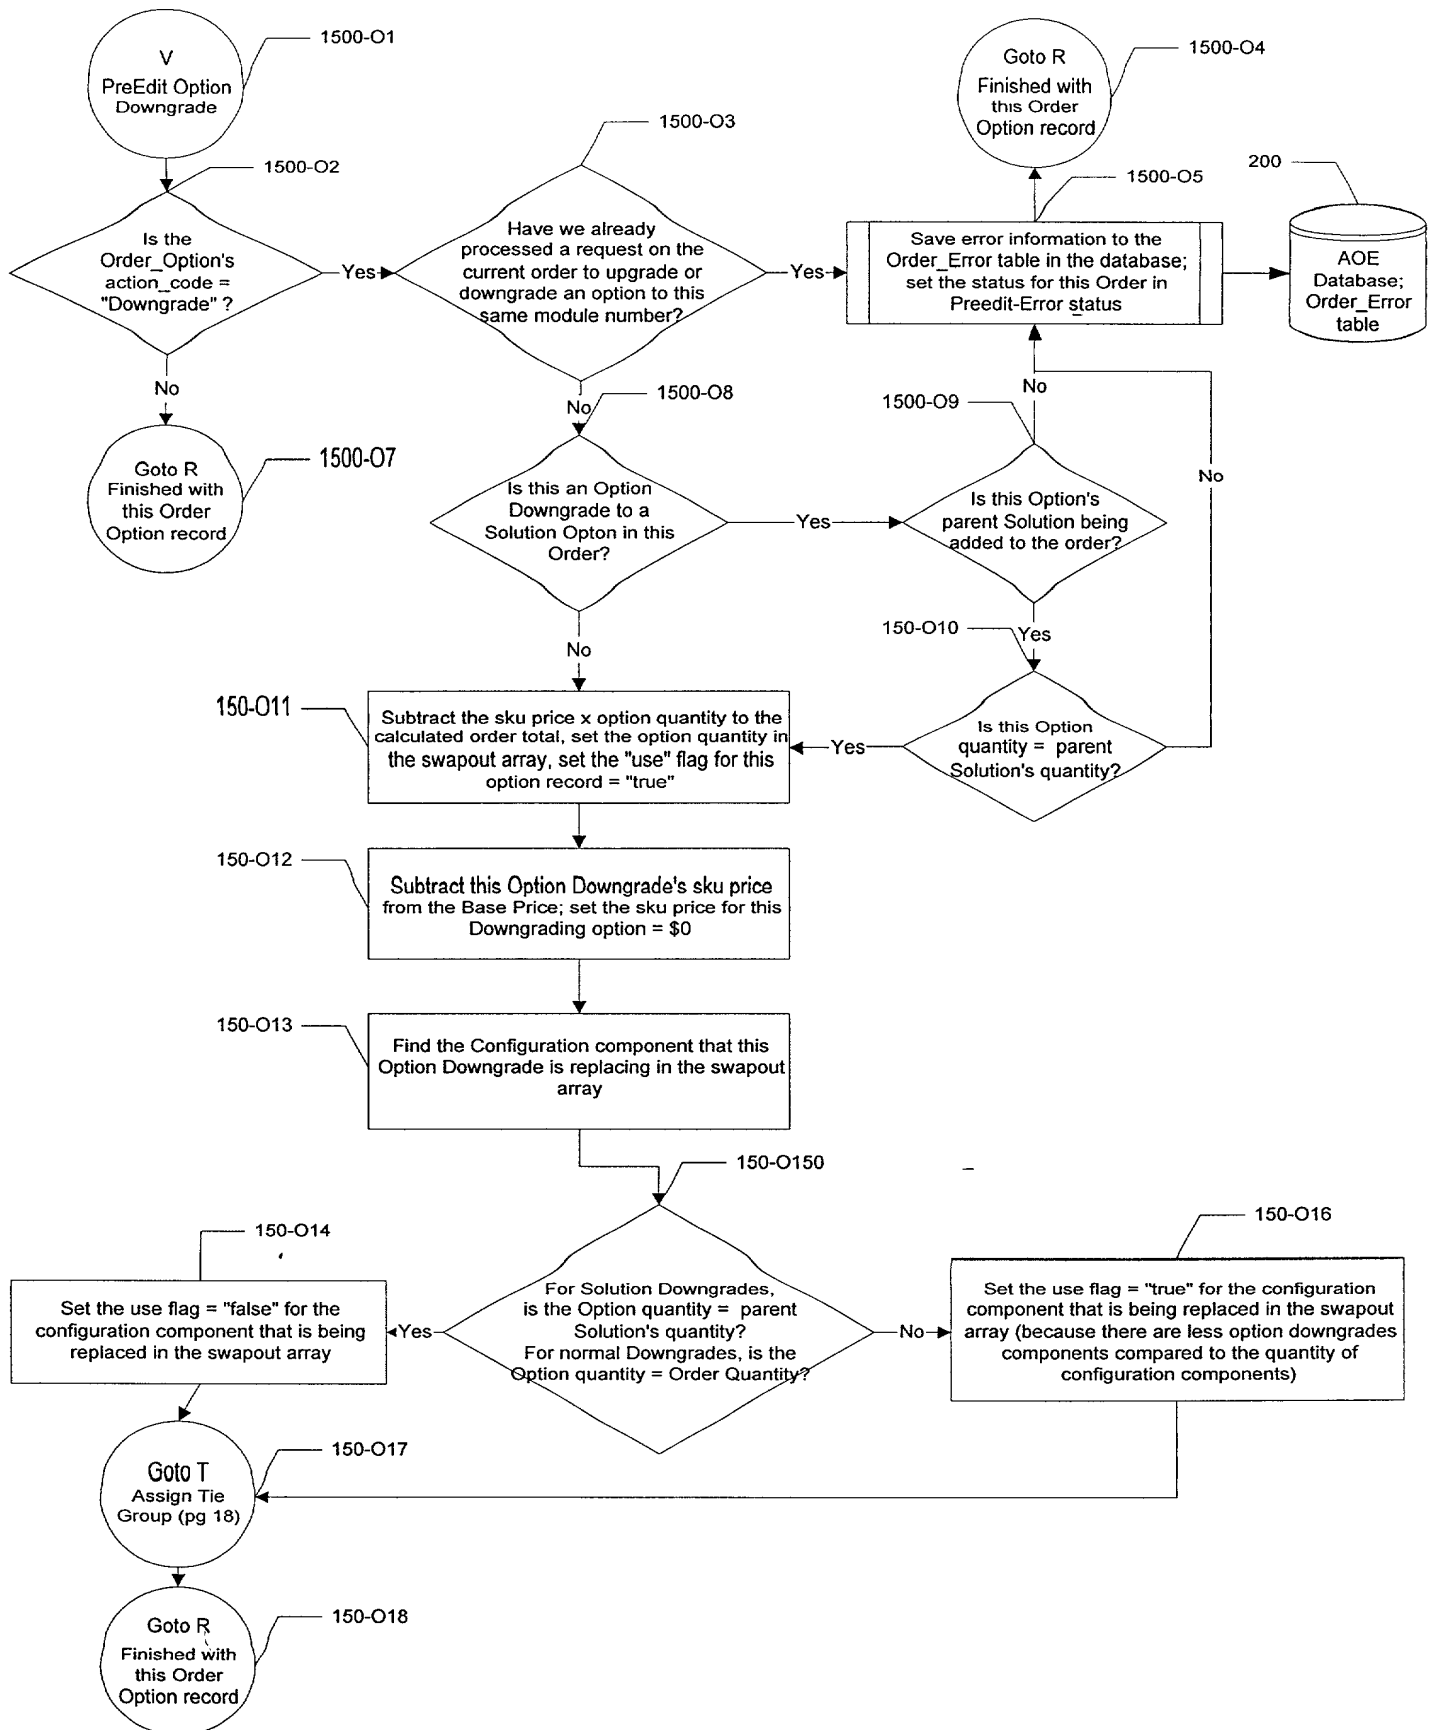 V
PreEdit Option
Downgrade
1500-O1
1500-O2
Is the
Order_Option's
action_code =
"Downgrade" ?
Yes
No
Goto R
Finished with
this Order
Option record
1500-O7
1500-O3
Have we already
processed a request on the
current order to upgrade or
downgrade an option to this
same module number?
Yes
No
Goto R
Finished with
this Order
Option record
1500-O4
1500-O5
Save error information to the
Order_Error table in the database;
set the status for this Order in
Preedit-Error status
200
AOE
Database;
Order_Error
table
1500-O8
Is this an Option
Downgrade to a
Solution Opton in this
Order?
Yes
No
1500-O9
No
Is this Option's
parent Solution being
added to the order?
Yes
No
150-O10
Is this Option
quantity = parent
Solution's quantity?
Yes
150-O11
Subtract the sku price x option quantity to the
calculated order total, set the option quantity in
the swapout array, set the "use" flag for this
option record = "true"
150-O12
Subtract this Option Downgrade's sku price
from the Base Price; set the sku price for this
Downgrading option = $0
150-O13
Find the Configuration component that this
Option Downgrade is replacing in the swapout
array
150-O150
For Solution Downgrades,
is the Option quantity = parent
Solution's quantity?
For normal Downgrades, is the
Option quantity = Order Quantity?
Yes
No
150-O14
Set the use flag = "false" for the
configuration component that is being
replaced in the swapout array
150-O16
Set the use flag = "true" for the configuration
component that is being replaced in the swapout
array (because there are less option downgrades
components compared to the quantity of
configuration components)
150-O17
Goto T
Assign Tie
Group (pg 18)
150-O18
Goto R
Finished with
this Order
Option record